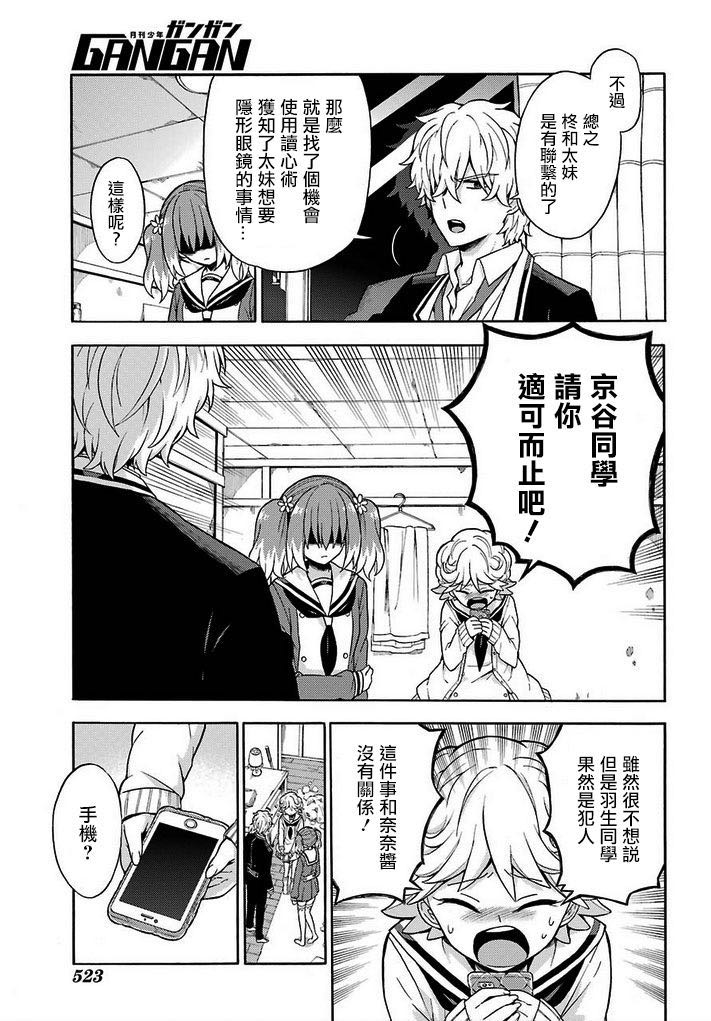 月刊少年 ガンガン
GANGAN
不過
總之
柊和太妹
是有聯繫的了
那麼
就是找了個機會
使用讀心術
獲知了太妹想要
隱形眼鏡的事情…
這樣呢？
京谷同學
請你
適可而止吧！
雖然很不想說
但是羽生同學
果然是犯人
這件事和奈奈醬
沒有關係！
手機？
523